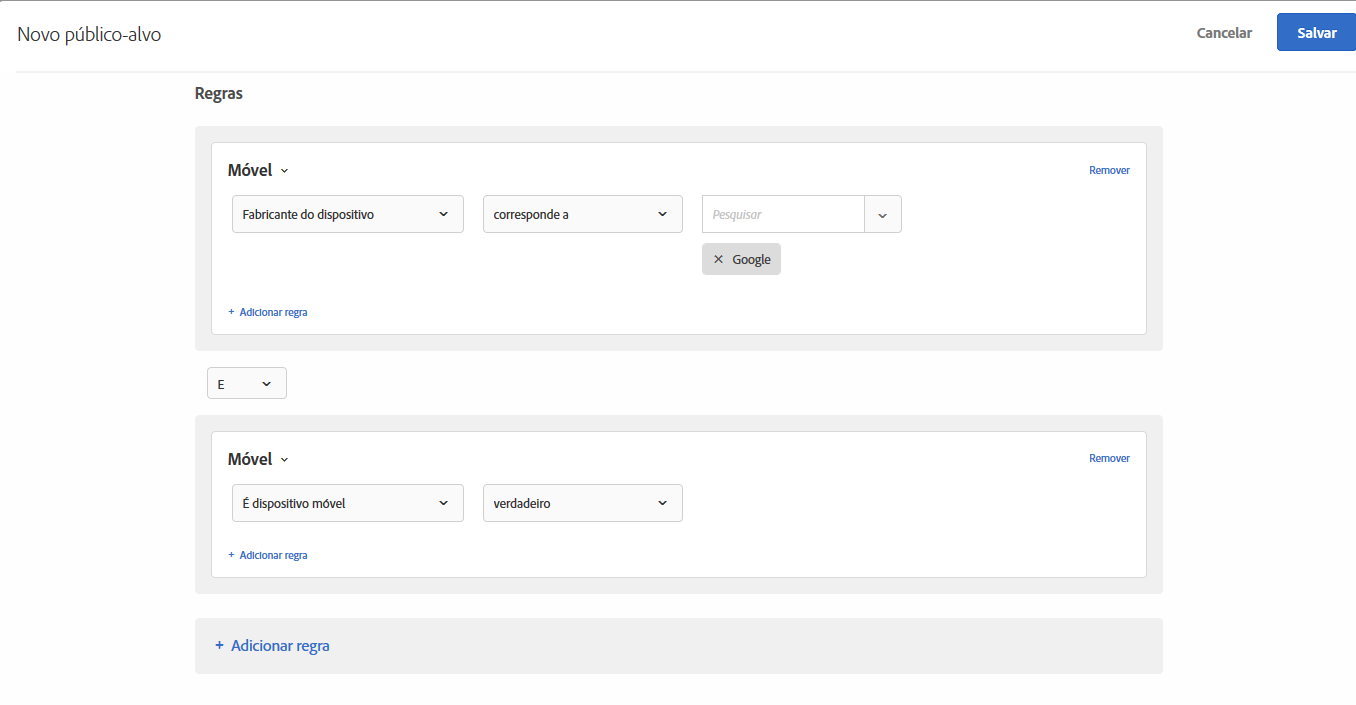 Novo público-alvo
Cancelar
Salvar
Regras
Móvel
Remover
Fabricante do dispositivo
corresponde a
Pesquisar
× Google
+ Adicionar regra
E
Móvel
Remover
É dispositivo móvel
verdadeiro
+ Adicionar regra
+ Adicionar regra